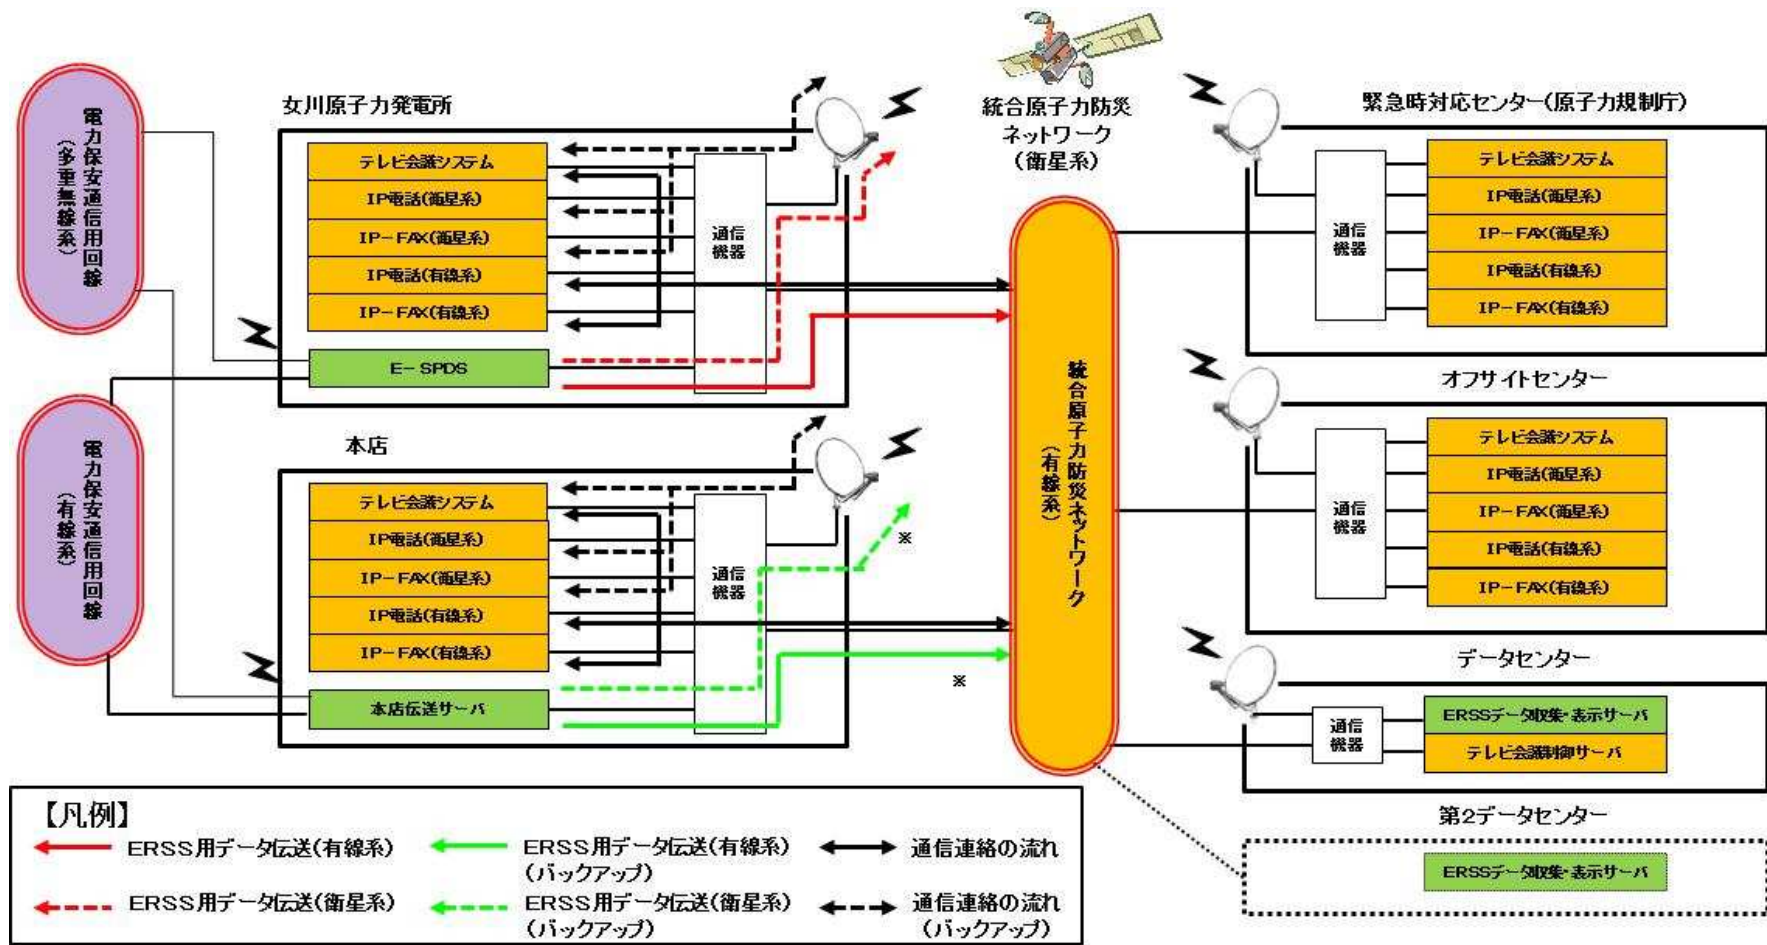 女川原子力発電所
統合原子力防災
ネットワーク
(衛星系)
緊急時対応センター(原子力規制庁)
電力保安通信用回線
(多重無線系)
テレビ会議システム
IP電話(衛星系)
IP-FAX(衛星系)
IP電話(有線系)
IP-FAX(有線系)
E-SPDS
通信
機器
通信
機器
テレビ会議システム
IP電話(衛星系)
IP-FAX(衛星系)
IP電話(有線系)
IP-FAX(有線系)
電力保安通信用回線
(有線系)
本店
テレビ会議システム
IP電話(衛星系)
IP-FAX(衛星系)
IP電話(有線系)
IP-FAX(有線系)
本店伝送サーバ
通信
機器
※
※
統合原子力防災ネットワーク
(有線系)
オフサイトセンター
通信
機器
テレビ会議システム
IP電話(衛星系)
IP-FAX(衛星系)
IP電話(有線系)
IP-FAX(有線系)
データセンター
通信
機器
ERSSデータ収集・表示サーバ
テレビ会議制御サーバ
第2データセンター
ERSSデータ収集・表示サーバ
【凡例】
ERSS用データ伝送(有線系)
ERSS用データ伝送(有線系)
(バックアップ)
通信連絡の流れ
ERSS用データ伝送(衛星系)
ERSS用データ伝送(衛星系)
(バックアップ)
通信連絡の流れ
(バックアップ)